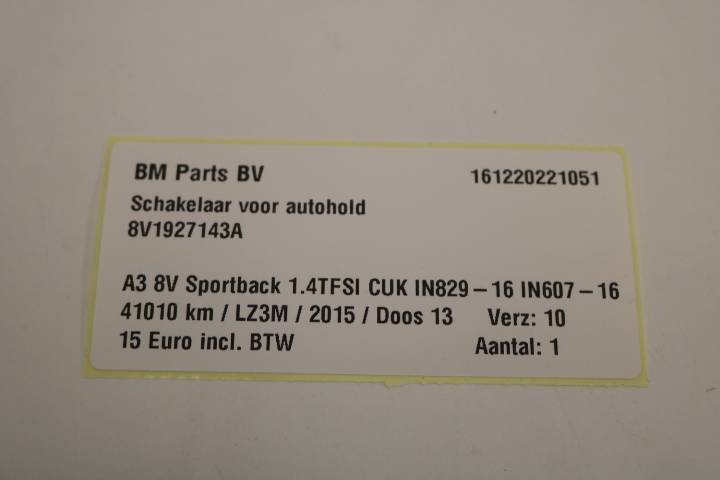 BM Parts BV 161220221051
Schakelaar voor autohold
8V1927143A
A3 8V Sportback 1.4TFSI CUK IN829-16 IN607-16
41010 km / LZ3M / 2015 / Doos 13 Verz: 10
15 Euro incl. BTW Aantal: 1